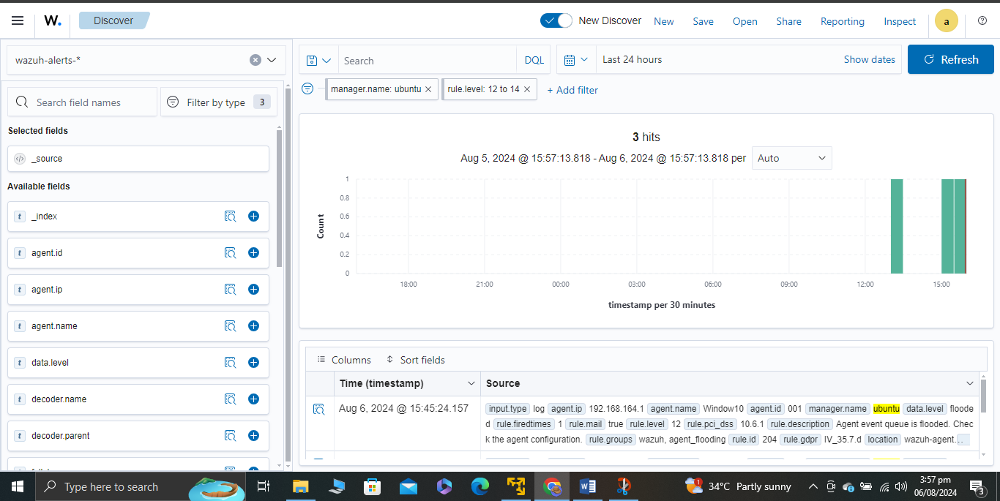 W. Discover New Discover New Save Open Share Reporting Inspect a
wazuh-alerts-*
Search DQL Last 24 hours Show dates Refresh
manager.name: ubuntu rule.level: 12 to 14 + Add filter
Search field names Filter by type 3
Selected fields
_source
Available fields
t _index
t agent.id
t agent.ip
t agent.name
t data.level
t decoder.name
t decoder.parent
3 hits
Aug 5, 2024 @ 15:57:13.818 - Aug 6, 2024 @ 15:57:13.818 per Auto
Count
1
0.8
0.6
0.4
0.2
0
18:00 21:00 00:00 03:00 06:00 09:00 12:00 15:00
timestamp per 30 minutes
Columns Sort fields
Time (timestamp) Source
Aug 6, 2024 @ 15:45:24.157 input.type log agent.ip 192.168.164.1 agent.name Window10 agent.id 001 manager.name ubuntu data.level floode
d rule.firedtimes 1 rule.mail true rule.level 12 rule.pci_dss 10.6.1 rule.description Agent event queue is flooded. Chec
k the agent configuration. rule.groups wazuh, agent_flooding rule.id 204 rule.gdpr IV_35.7.d location wazuh-agent...
Type here to search 34°C Partly sunny 3:57 pm
06/08/2024 3